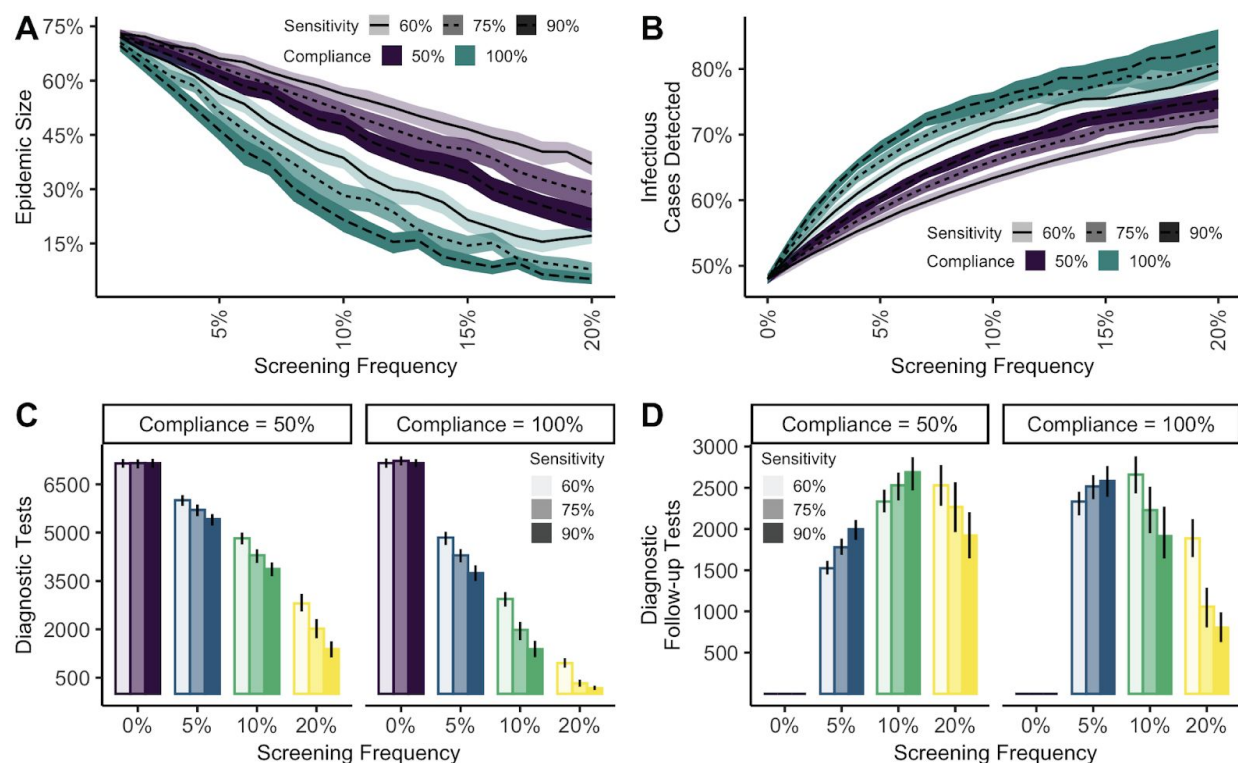 A
Sensitivity 60% 75% 90%
Compliance 50% 100%
75%
60%
45%
30%
15%
Epidemic Size
5%
10%
15%
20%
Screening Frequency
B
80%
70%
60%
50%
Infectious
Cases Detected
Sensitivity 60% 75% 90%
Compliance 50% 100%
0%
5%
10%
15%
20%
Screening Frequency
C
Compliance = 50%
Compliance = 100%
Sensitivity
60%
75%
90%
6500
5000
3500
2000
500
Diagnostic Tests
0% 5% 10% 20%
0% 5% 10% 20%
Screening Frequency
D
Compliance = 50%
Compliance = 100%
Sensitivity
60%
75%
90%
3000
2500
2000
1500
1000
500
Diagnostic
Follow-up Tests
0% 5% 10% 20%
0% 5% 10% 20%
Screening Frequency